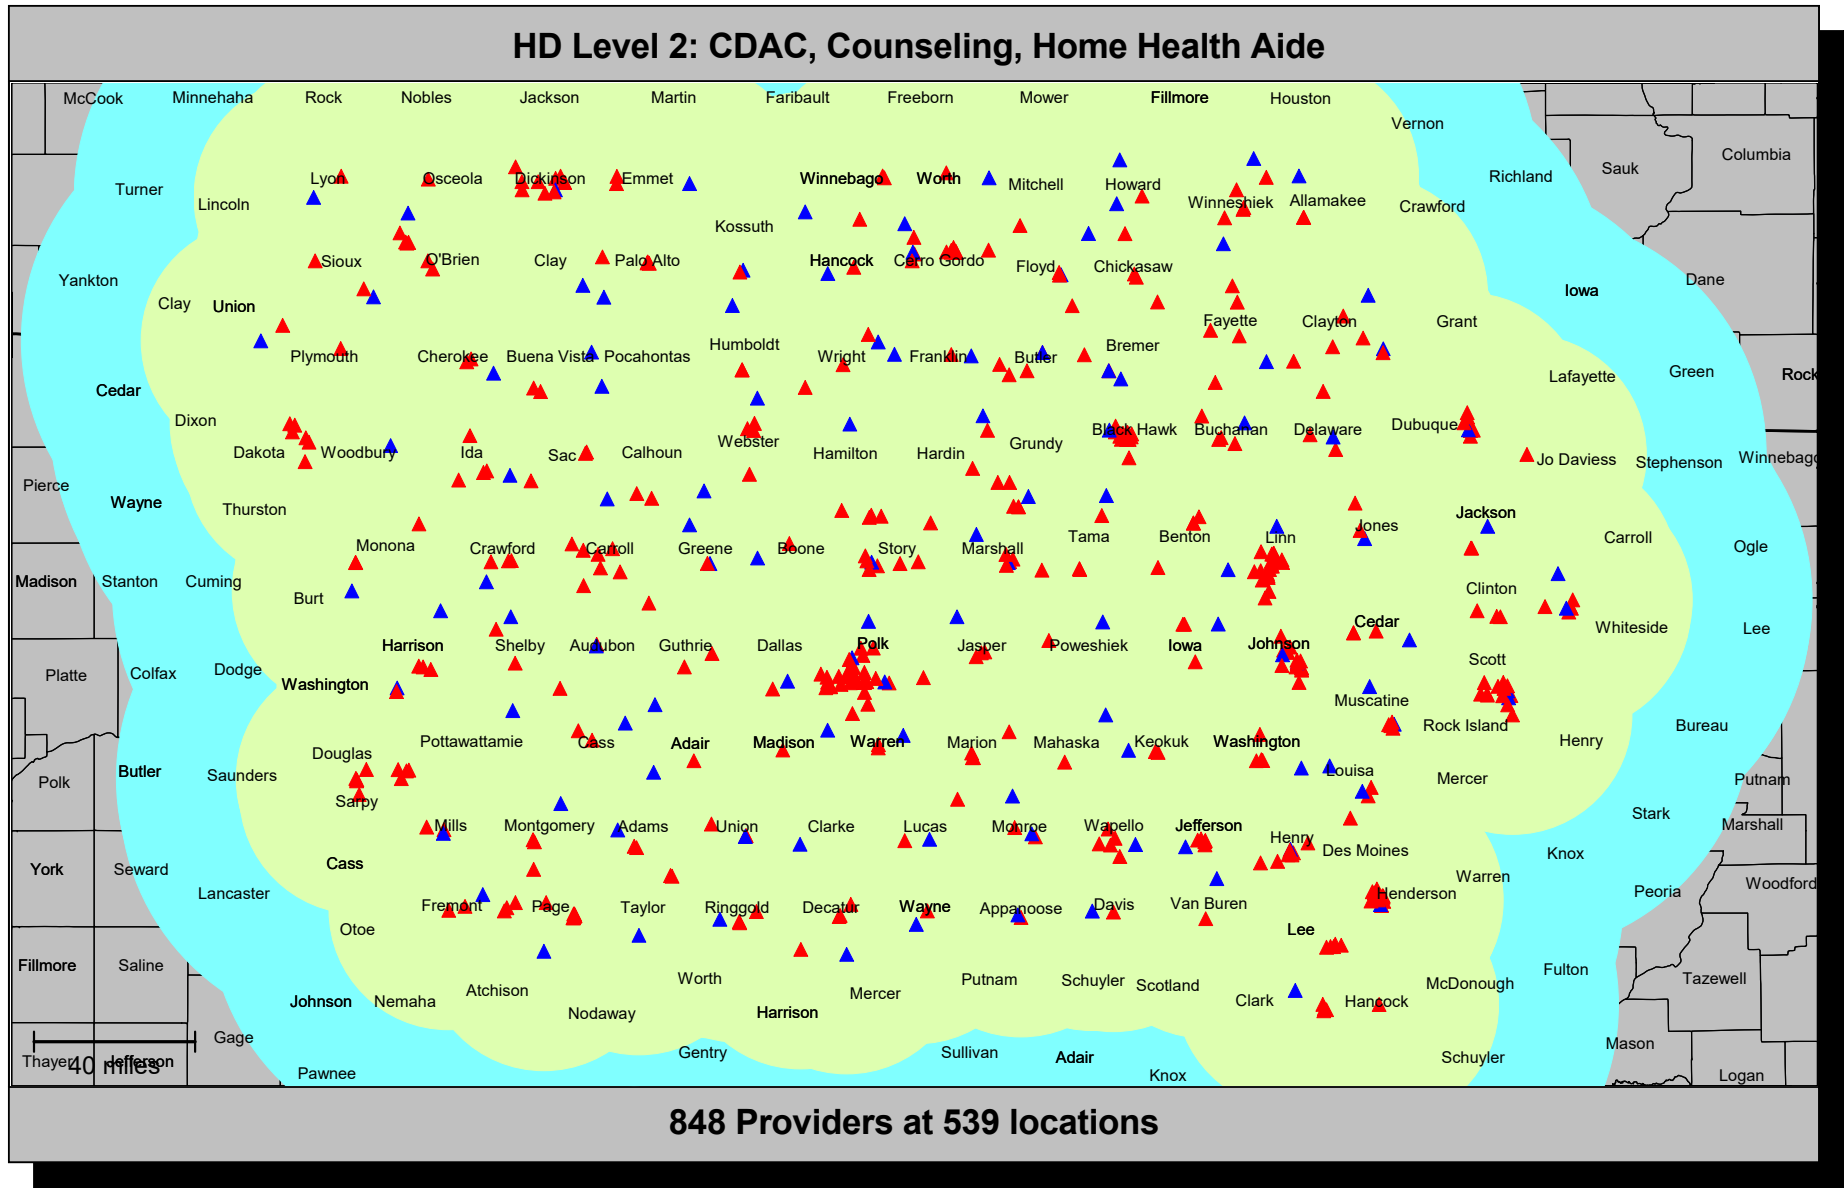 HD Level 2: CDAC, Counseling, Home Health Aide
McCook Minnehaha Rock Nobles Jackson Martin Faribault Freeborn Mower Fillmore Houston
Vernon
Sauk Columbia
Turner Lincoln Lyon Osceola Dickinson Emmet Winnebago Worth Mitchell Howard Winneshiek Allamakee Crawford Richland
Kossuth
Yankton Sioux O'Brien Clay Palo Alto Hancock Cerro Gordo Floyd Chickasaw Iowa Dane
Clay Union Fayette Clayton Grant
Plymouth Cherokee Buena Vista Pocahontas Humboldt Wright Franklin Butler Bremer
Cedar Lafayette Green Rock
Dixon Dakota Woodbury Ida Sac Calhoun Webster Hamilton Hardin Grundy Black Hawk Buchanan Delaware Dubuque Jo Daviess Stephenson Winnebago
Pierce Wayne Thurston Jackson
Monona Crawford Carroll Greene Boone Story Marshall Tama Benton Linn Jones Carroll Ogle
Madison Stanton Cuming Burt Clinton
Harrison Shelby Audubon Guthrie Dallas Polk Jasper Poweshiek Iowa Johnson Cedar Whiteside Lee
Platte Colfax Dodge Washington Scott
Muscatine
Pottawattamie Cass Adair Madison Warren Marion Mahaska Keokuk Washington Rock Island Henry Bureau
Douglas
Polk Butler Saunders Sarpy Louisa Mercer Putnam
Mills Montgomery Adams Union Clarke Lucas Monroe Wapello Jefferson Henry Stark Marshall
Des Moines Knox
York Seward Cass Warren
Lancaster Henderson Peoria Woodford
Fremont Page Taylor Ringgold Decatur Wayne Appanoose Davis Van Buren
Otoe Lee
Fillmore Saline Worth Putnam Schuyler Scotland McDonough Fulton Tazewell
Johnson Nemaha Atchison Nodaway Harrison Mercer Clark Hancock
Gage
Thayer Jefferson Gentry Sullivan Adair Schuyler Mason
40 miles
Pawnee Knox Logan
848 Providers at 539 locations